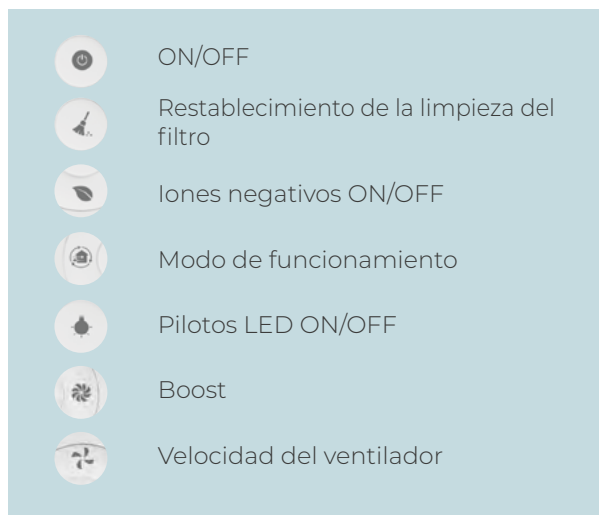 ON/OFF
Restablecimiento de la limpieza del
filtro
Iones negativos ON/OFF
Modo de funcionamiento
Pilotos LED ON/OFF
Boost
Velocidad del ventilador